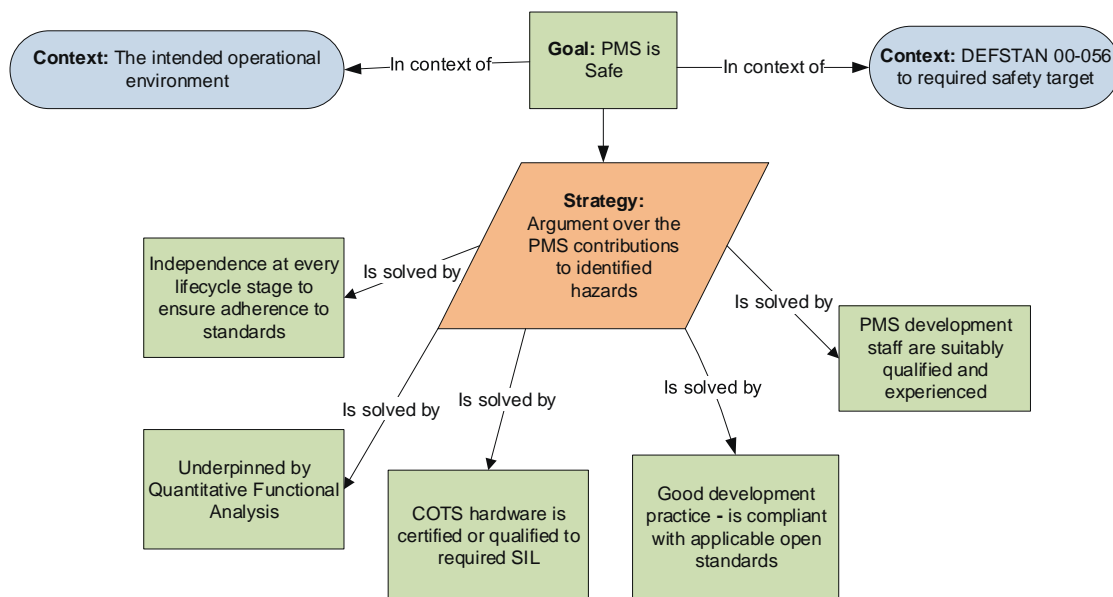 Context: The intended operational
environment
In context of
Goal: PMS is
Safe
In context of
Context: DEFSTAN 00-056
to required safety target
Strategy:
Argument over the
PMS contributions
to identified
hazards
Independence at every
lifecycle stage to
ensure adherence to
standards
Is solved by
Is solved by
PMS development
staff are suitably
qualified and
experienced
Is solved by
Is solved by
Is solved by
Underpinned by
Quantitative Functional
Analysis
COTS hardware is
certified or qualified to
required SIL
Good development
practice - is compliant
with applicable open
standards